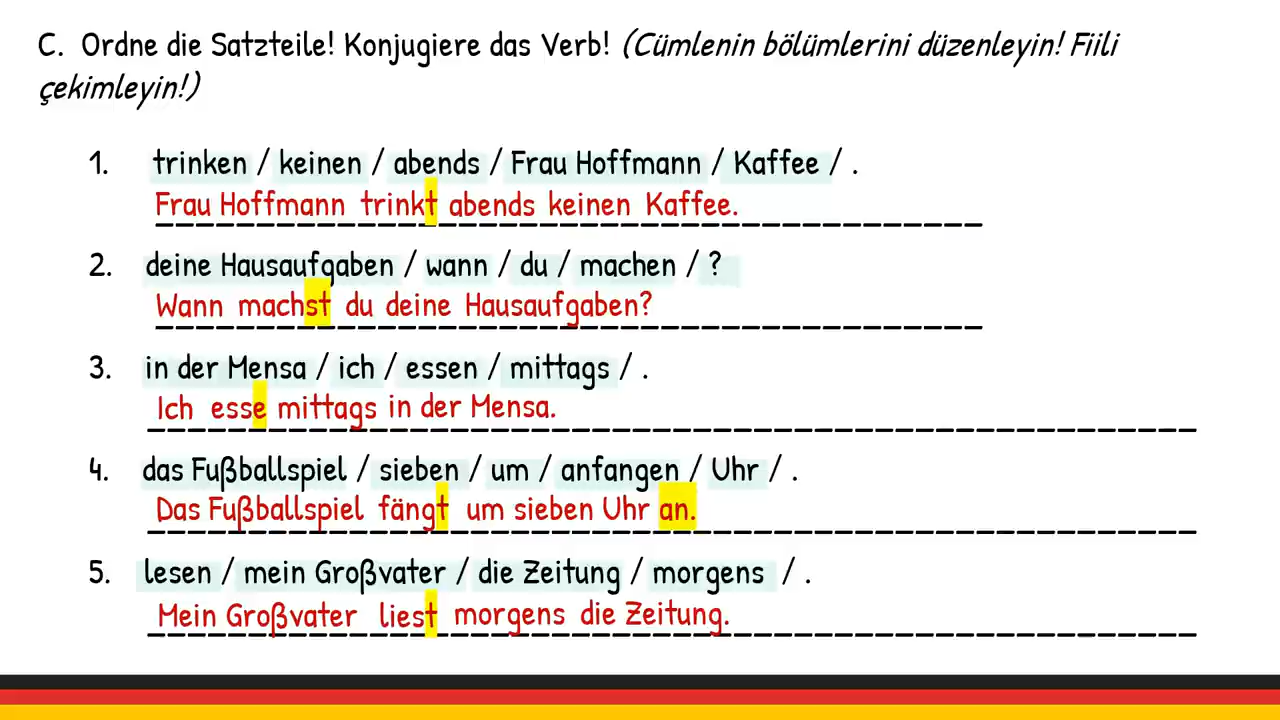 C. Ordne die Satzteile! Konjugiere das Verb! (Cümlenin bölümlerini düzenleyin! Fiili
çekimleyin!)
1. trinken / keinen / abends / Frau Hoffmann / Kaffee / .
Frau Hoffmann trinkt abends keinen Kaffee.
2. deine Hausaufgaben / wann / du / machen / ?
Wann machst du deine Hausaufgaben?
3. in der Mensa / ich / essen / mittags / .
Ich esse mittags in der Mensa.
4. das Fußballspiel / sieben / um / anfangen / Uhr / .
Das Fußballspiel fängt um sieben Uhr an.
5. lesen / mein Großvater / die Zeitung / morgens / .
Mein Großvater liest morgens die Zeitung.